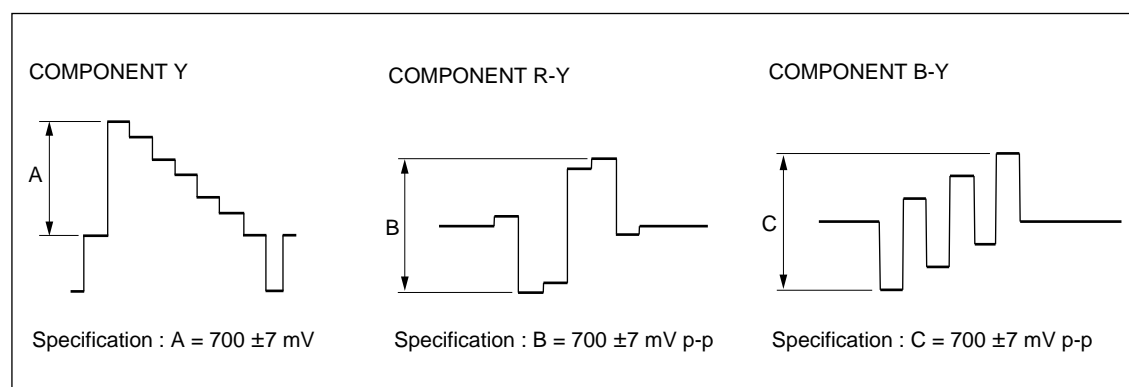 COMPONENT Y
A
Specification : A = 700 ±7 mV
COMPONENT R-Y
B
Specification : B = 700 ±7 mV p-p
COMPONENT B-Y
C
Specification : C = 700 ±7 mV p-p